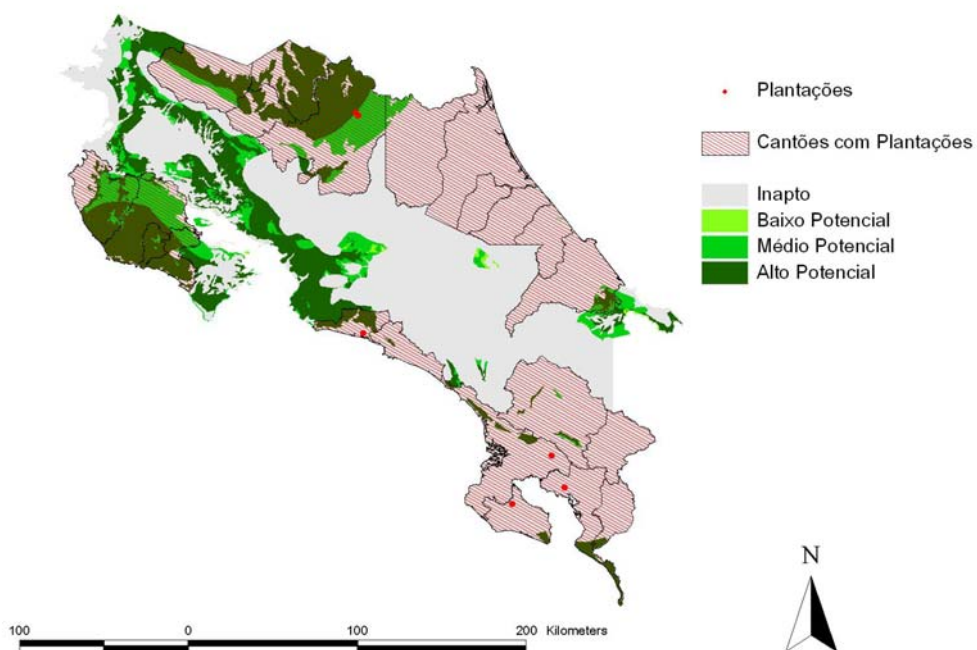 Plantações
Cantões com Plantações
Inapto
Baixo Potencial
Médio Potencial
Alto Potencial
N
100 0 100 200 Kilometers